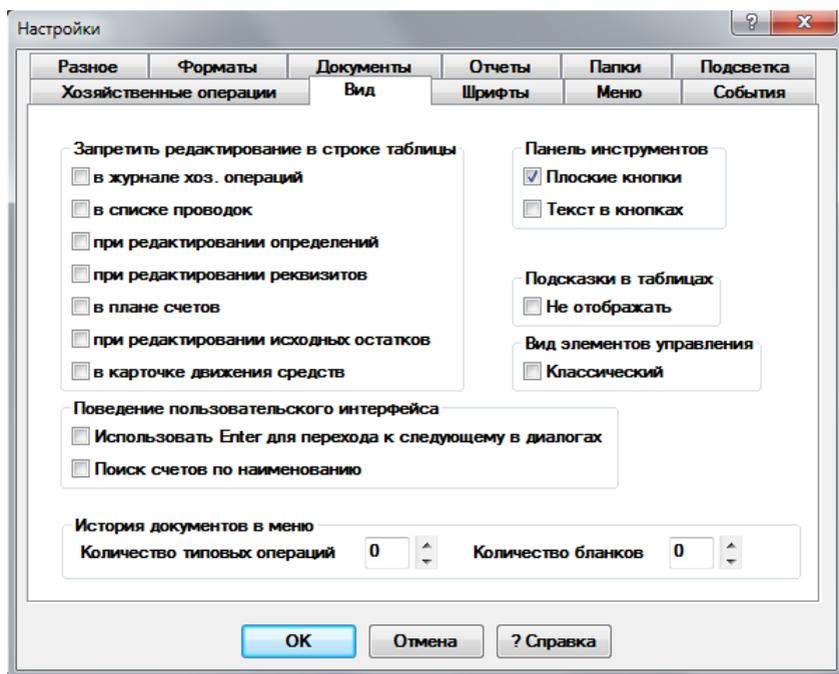 Настройки
Разное Форматы Документы Отчеты Папки Подсветка
Хозяйственные операции Вид Шрифты Меню События
Запретить редактирование в строке таблицы
в журнале хоз. операций
в списке проводок
при редактировании определений
при редактировании реквизитов
в плане счетов
при редактировании исходных остатков
в карточке движения средств
Панель инструментов
Плоские кнопки
Текст в кнопках
Подсказки в таблицах
Не отображать
Вид элементов управления
Классический
Поведение пользовательского интерфейса
Использовать Enter для перехода к следующему в диалогах
Поиск счетов по наименованию
История документов в меню
Количество типовых операций 0 Количество бланков 0
OK Отмена ? Справка